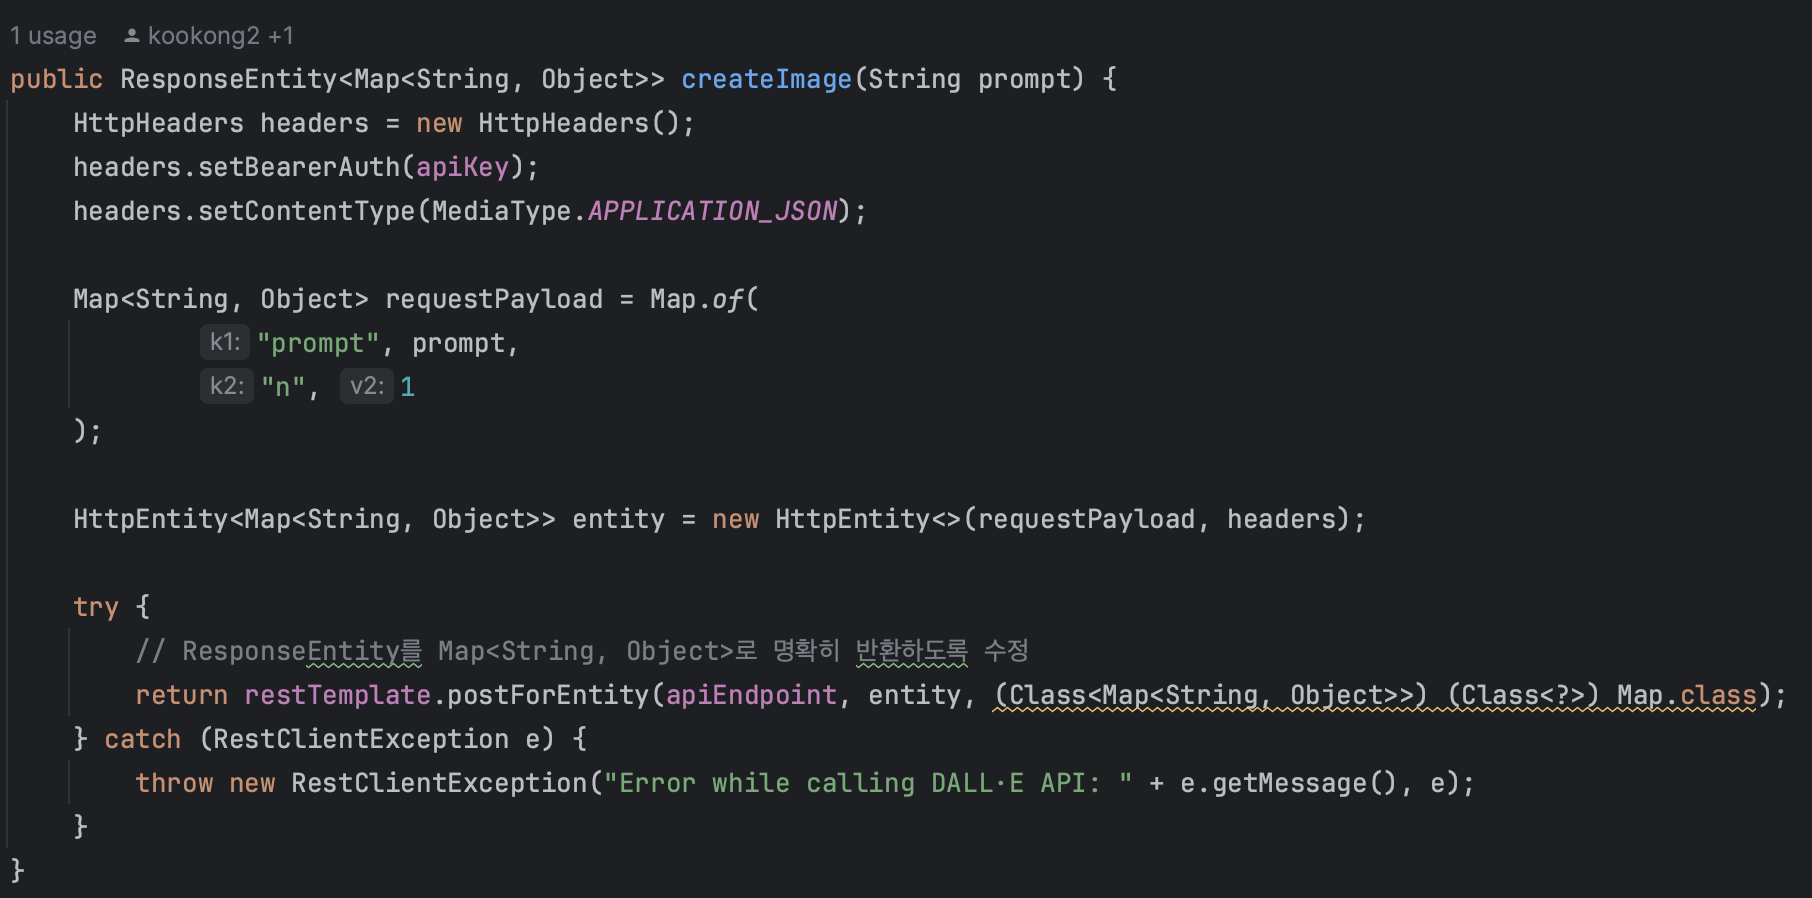 1 usage kookong2 +1
public ResponseEntity<Map<String, Object>> createImage(String prompt) {
HttpHeaders headers = new HttpHeaders();
headers.setBearerAuth(apiKey);
headers.setContentType(MediaType.APPLICATION_JSON);
Map<String, Object> requestPayload = Map.of(
k1: "prompt", prompt,
k2: "n", v2: 1
);
HttpEntity<Map<String, Object>> entity = new HttpEntity<>(requestPayload, headers);
try {
// ResponseEntity를 Map<String, Object>로 명확히 반환하도록 수정
return restTemplate.postForEntity(apiEndpoint, entity, (Class<Map<String, Object>>) (Class<?>) Map.class);
} catch (RestClientException e) {
throw new RestClientException("Error while calling DALL·E API: " + e.getMessage(), e);
}
}